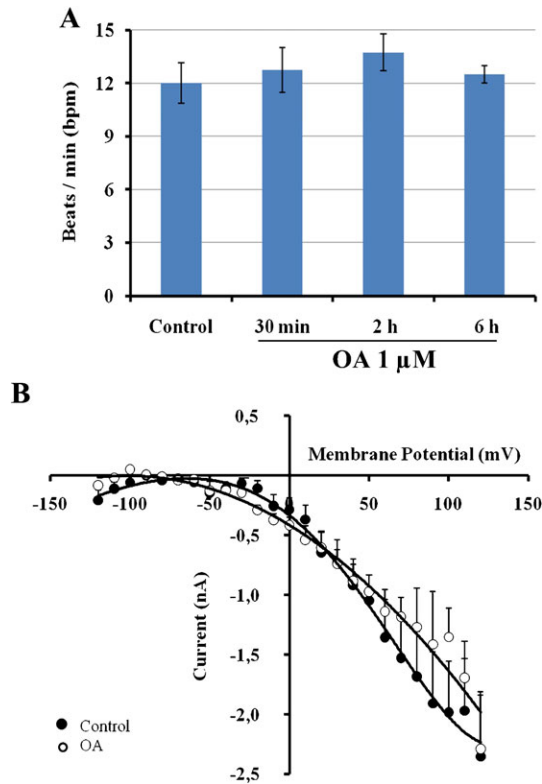 A
15
12
9
6
3
0
Beats / min (bpm)
Control 30 min 2 h 6 h
OA 1 µM
B
0,5
Membrane Potential (mV)
-150 -100 -50 0 50 100 150
-0,5
-1,0
-1,5
-2,0
-2,5
Current (nA)
Control
OA